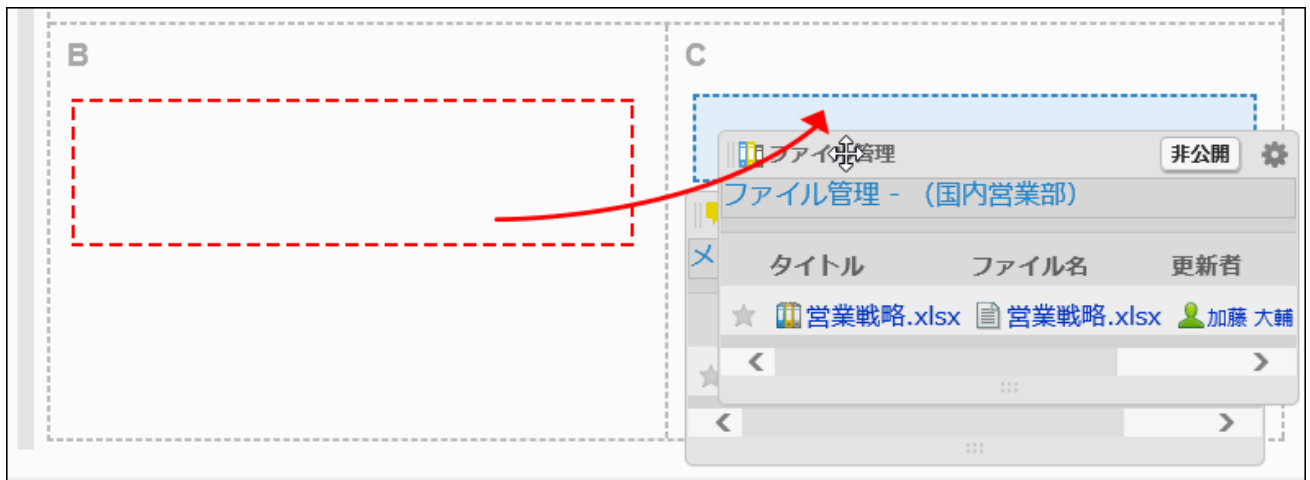 B
C
ファイル管理
非公開
ファイル管理 - （国内営業部）
メ
タイトル ファイル名 更新者
営業戦略.xlsx 営業戦略.xlsx 加藤 大輔